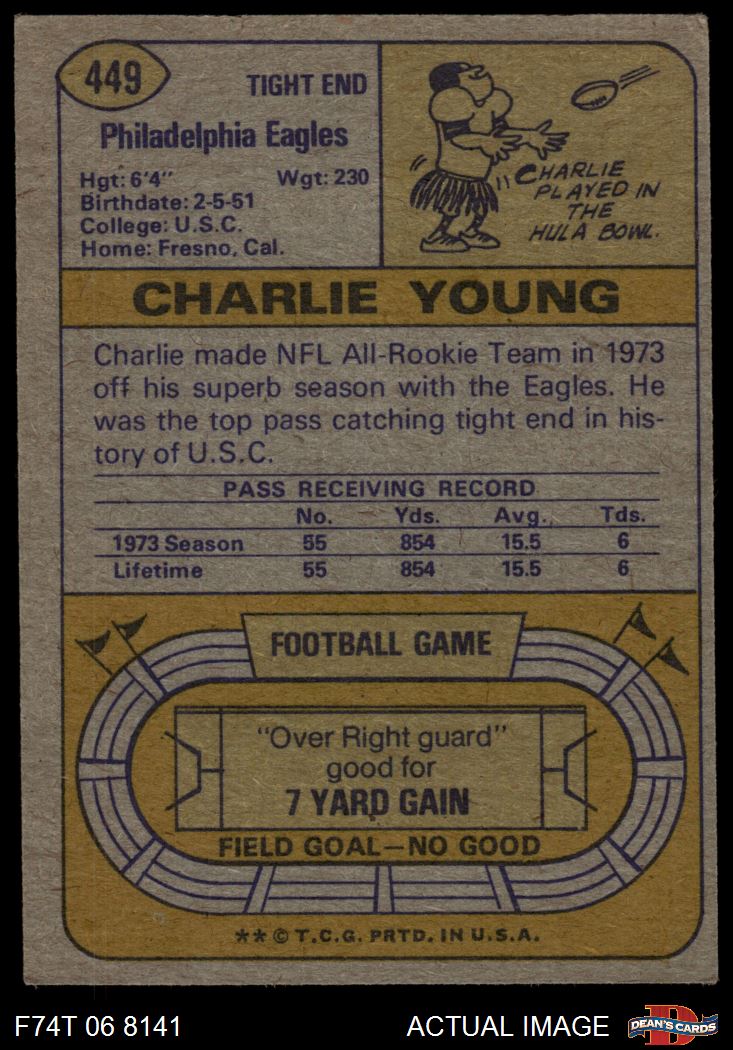 449
TIGHT END
Philadelphia Eagles
Hgt: 6'4" Wgt: 230
Birthdate: 2-5-51
College: U.S.C.
Home: Fresno, Cal.
CHARLIE
PLAYED IN
THE
HULA BOWL.
CHARLIE YOUNG
Charlie made NFL All-Rookie Team in 1973
off his superb season with the Eagles. He
was the top pass catching tight end in his-
tory of U.S.C.
PASS RECEIVING RECORD
No. Yds. Avg. Tds.
1973 Season 55 854 15.5 6
Lifetime 55 854 15.5 6
FOOTBALL GAME
"Over Right guard"
good for
7 YARD GAIN
FIELD GOAL—NO GOOD
** © T.C.G. PRTD. IN U.S.A.
F74T 06 8141 ACTUAL IMAGE D DEAN'S CARDS